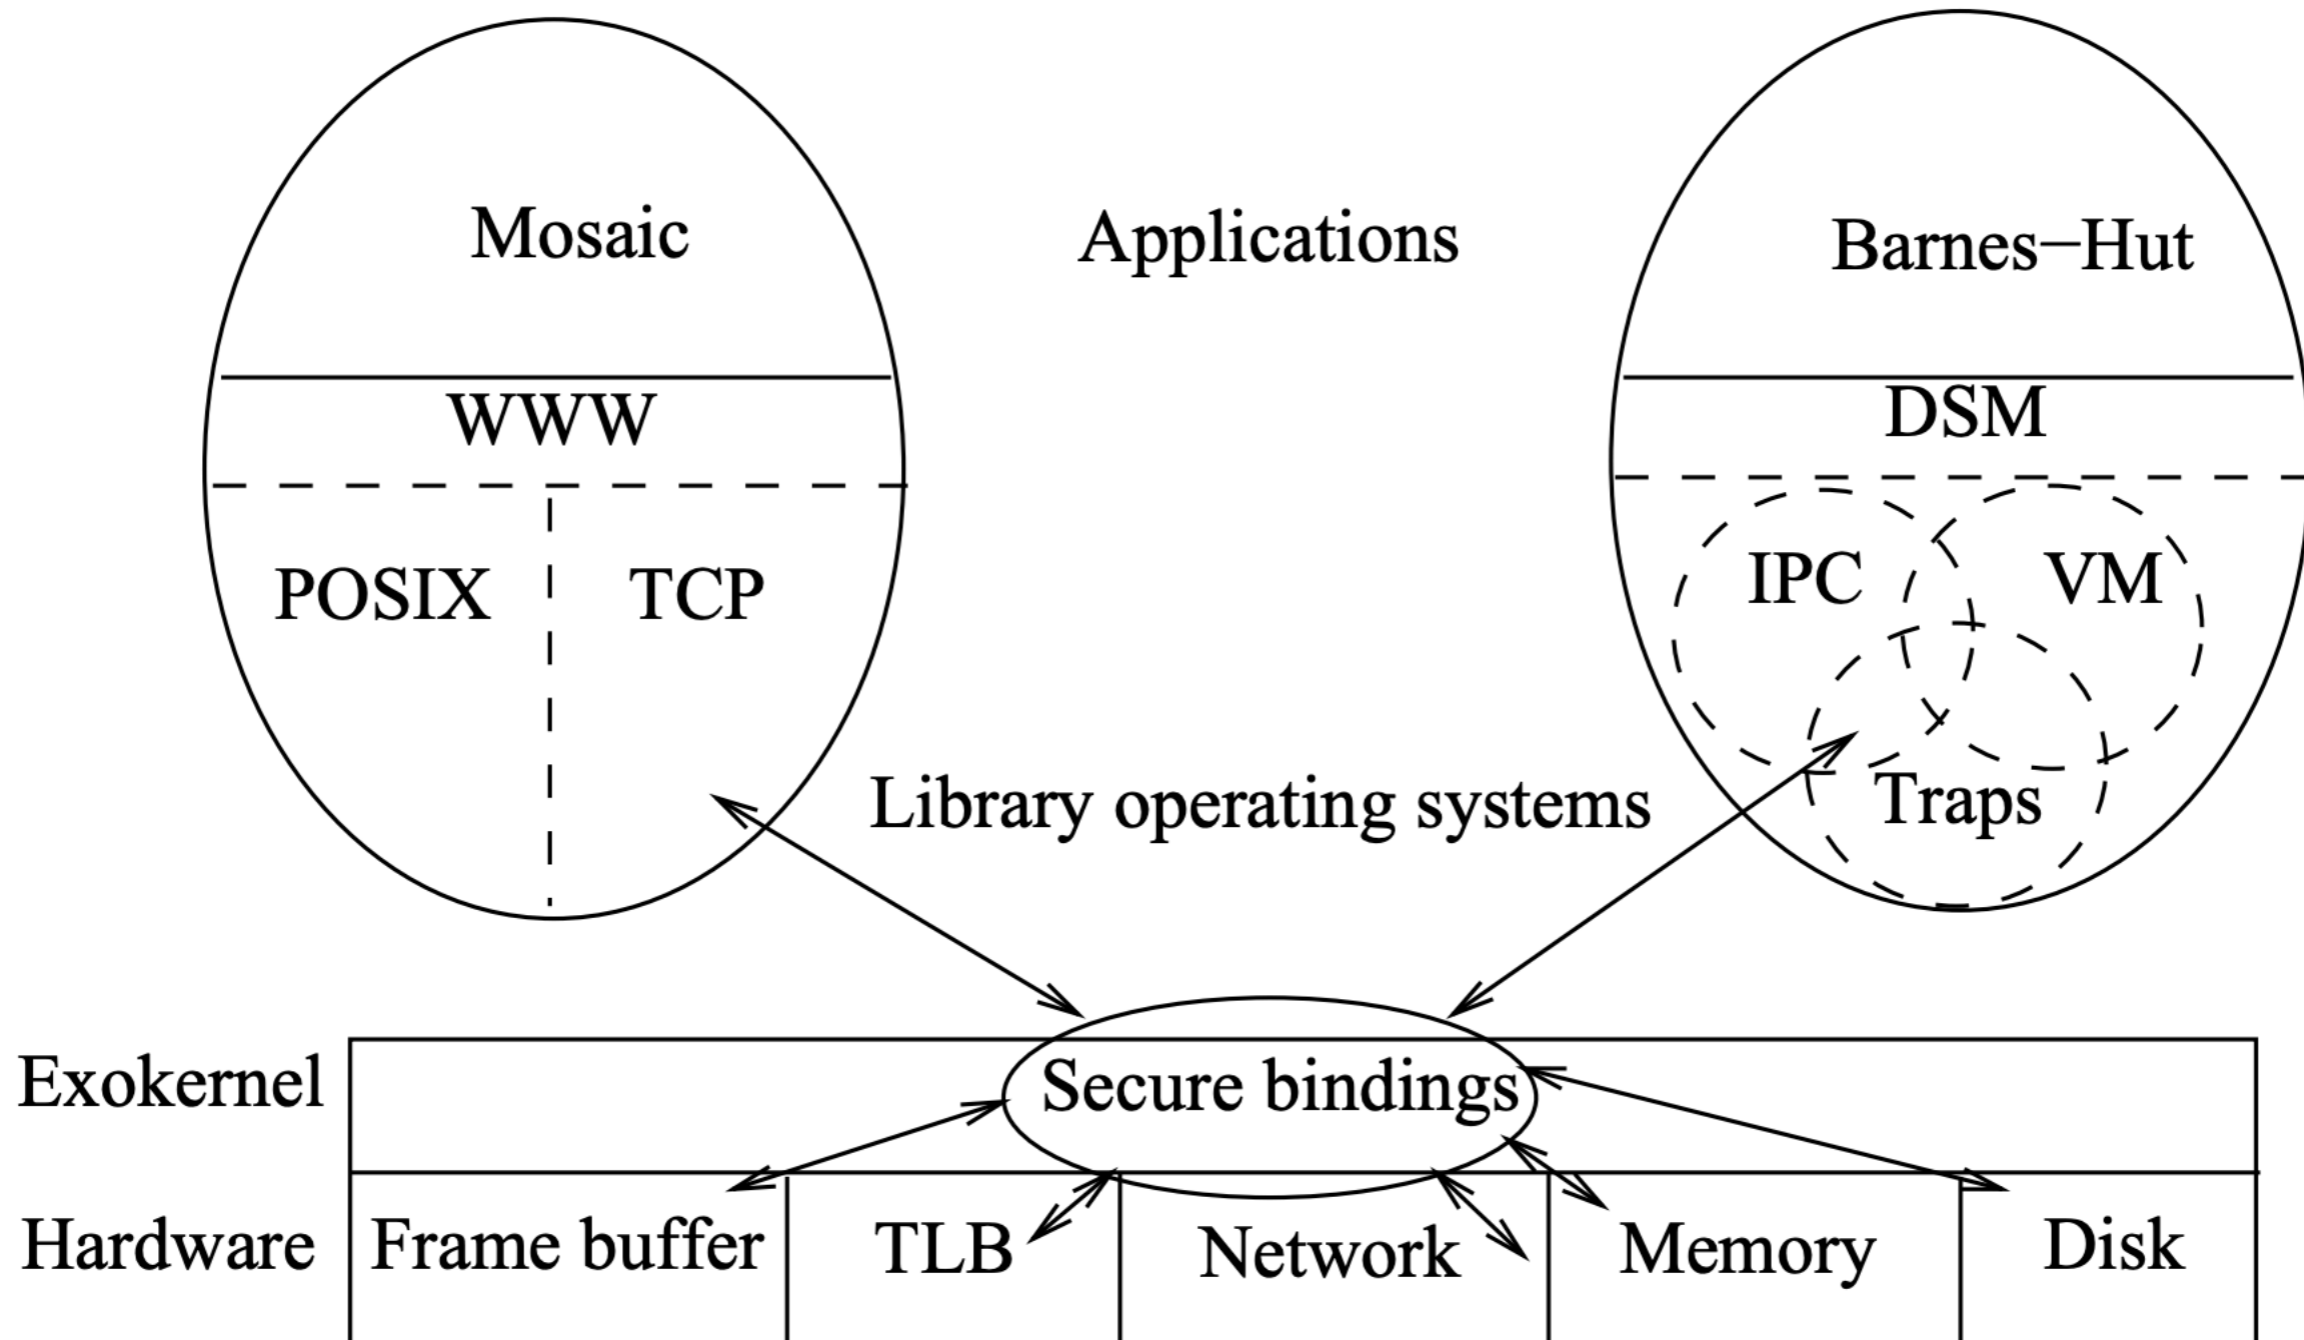 Mosaic
Applications
Barnes−Hut
WWW
DSM
POSIX
TCP
IPC
VM
Library operating systems
Traps
Exokernel
Secure bindings
Hardware
Frame buffer
TLB
Network
Memory
Disk